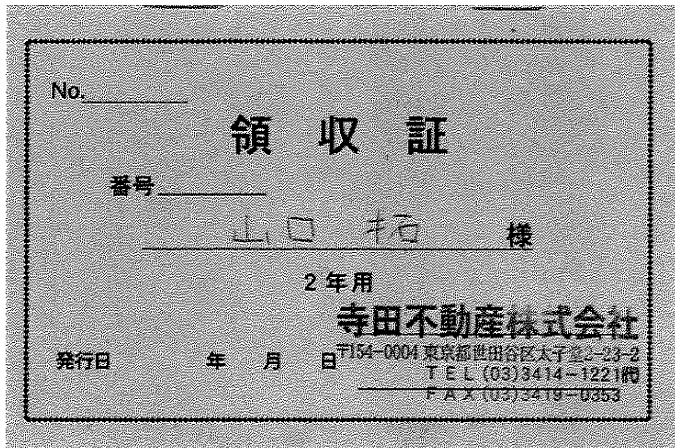 No.
領収証
番号
山口 拓 様
2年用
寺田不動産株式会社
〒154-0004 東京都世田谷区太子堂2-23-2
発行日 年 月 日
TEL (03)3414-1221㈹
FAX (03)3419-0353